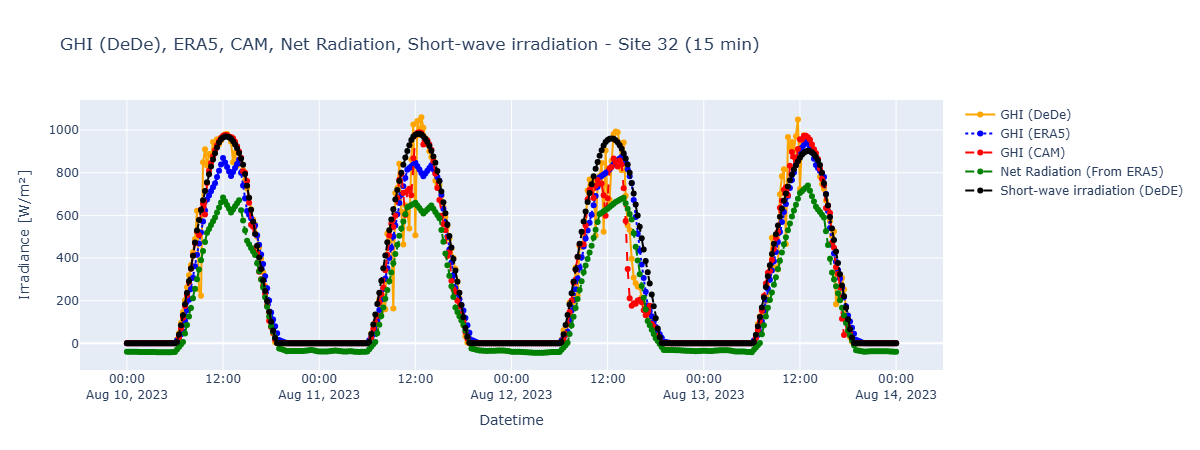 GHI (DeDe), ERA5, CAM, Net Radiation, Short-wave irradiation - Site 32 (15 min)
GHI (DeDe)
GHI (ERA5)
GHI (CAM)
Net Radiation (From ERA5)
Short-wave irradiation (DeDE)
Irradiance [W/m²]
1000
800
600
400
200
0
00:00 12:00 00:00 12:00 00:00 12:00 00:00 12:00 00:00
Aug 10, 2023 Aug 11, 2023 Aug 12, 2023 Aug 13, 2023 Aug 14, 2023
Datetime